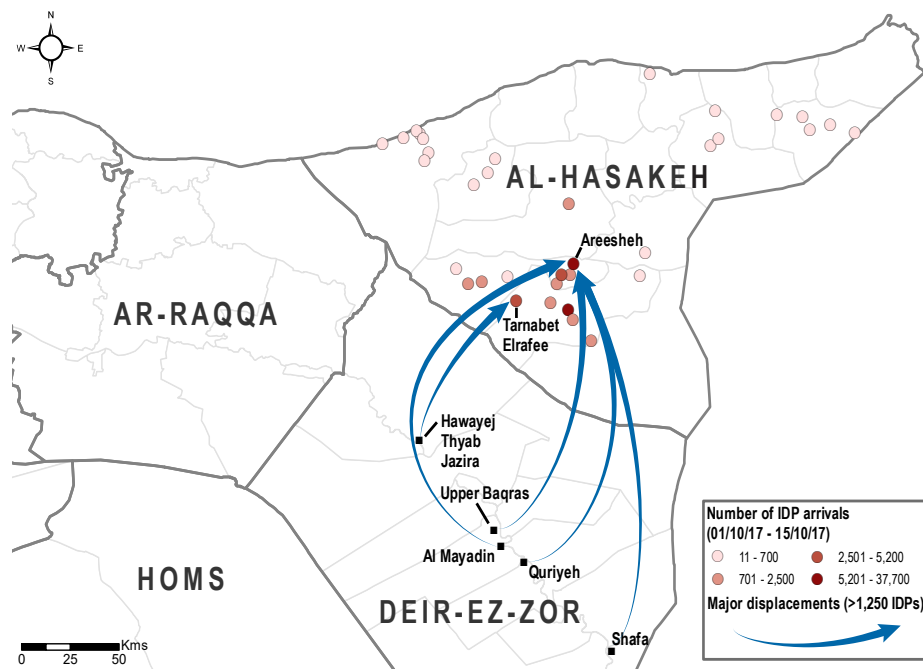 N
W E
S
AL-HASAKEH
Areesheh
AR-RAQQA
Tarnabet
Elrafee
Hawayej
Thyab
Jazira
Upper Baqras
Al Mayadin
Quriyeh
HOMS
DEIR-EZ-ZOR
Shafa
0 25 50 Kms
Number of IDP arrivals
(01/10/17 - 15/10/17)
11 - 700 2,501 - 5,200
701 - 2,500 5,201 - 37,700
Major displacements (>1,250 IDPs)